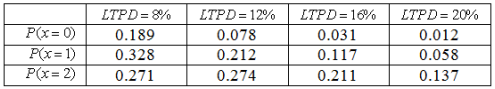 LTPD = 8% LTPD = 12% LTPD = 16% LTPD = 20%
P(x = 0) 0.189 0.078 0.031 0.012
P(x = 1) 0.328 0.212 0.117 0.058
P(x = 2) 0.271 0.274 0.211 0.137